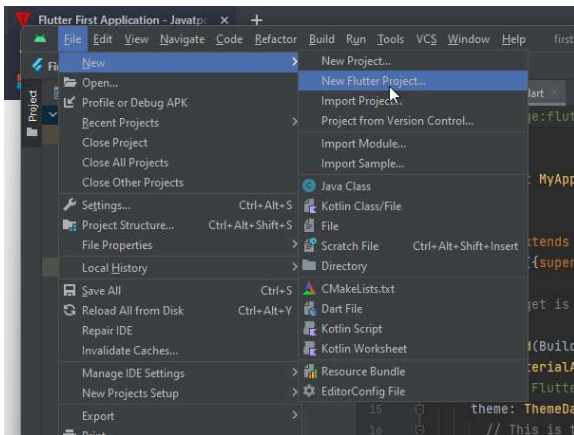 Flutter First Application - Javatp
File Edit View Navigate Code Refactor Build Run Tools VCS Window Help first
Project
New
Open...
Profile or Debug APK
Recent Projects
Close Project
Close All Projects
Close Other Projects
Settings... Ctrl+Alt+S
Project Structure... Ctrl+Alt+Shift+S
File Properties
Local History
Save All Ctrl+S
Reload All from Disk Ctrl+Alt+Y
Repair IDE
Invalidate Caches...
Manage IDE Settings
New Projects Setup
Export
New Project...
New Flutter Project...
Import Project...
Project from Version Control...
Import Module...
Import Sample...
Java Class
Kotlin Class/File
File
Scratch File Ctrl+Alt+Shift+Insert
Directory
CMakeLists.txt
Dart File
Kotlin Script
Kotlin Worksheet
Resource Bundle
EditorConfig File
dart
e:flut
MyApp
xtends
{super
get is
(Build
erialA
Flutte
15 theme: ThemeDa
16 // This is t